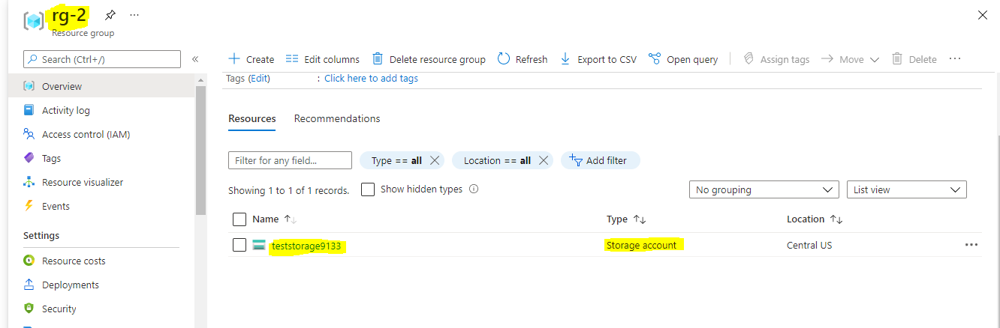 rg-2
Resource group
Search (Ctrl+/)
Create Edit columns Delete resource group Refresh Export to CSV Open query Assign tags Move Delete
Tags (Edit) : Click here to add tags
Overview
Activity log
Access control (IAM)
Tags
Resource visualizer
Events
Settings
Resource costs
Deployments
Security
Resources Recommendations
Filter for any field... Type == all Location == all Add filter
Showing 1 to 1 of 1 records. Show hidden types No grouping List view
Name Type Location
teststorage9133 Storage account Central US